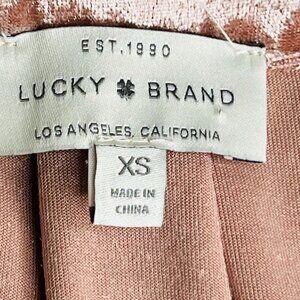 EST.1990
LUCKY BRAND
LOS ANGELES, CALIFORNIA
XS
MADE IN
CHINA